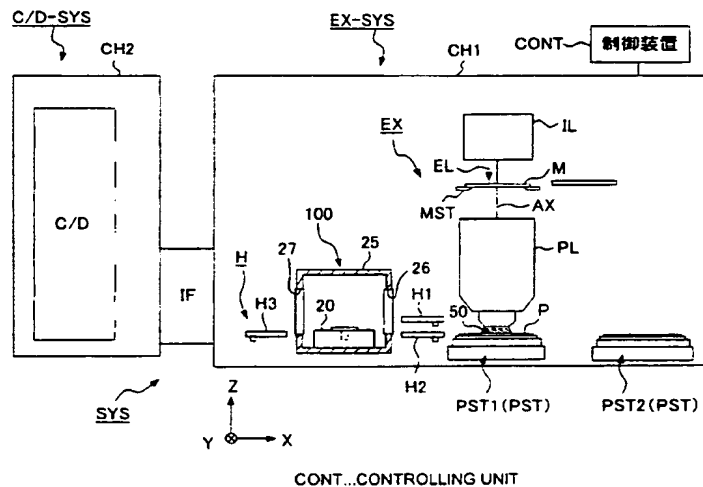 C/D-SYS
EX-SYS
CH2
CH1
CONT
制御装置
IL
EX
EL
M
MST
AX
C/D
100
25
PL
27
26
H
H1
IF
H3
20
50
P
H2
SYS
Z
PST1(PST)
PST2(PST)
Y
X
CONT...CONTROLLING UNIT